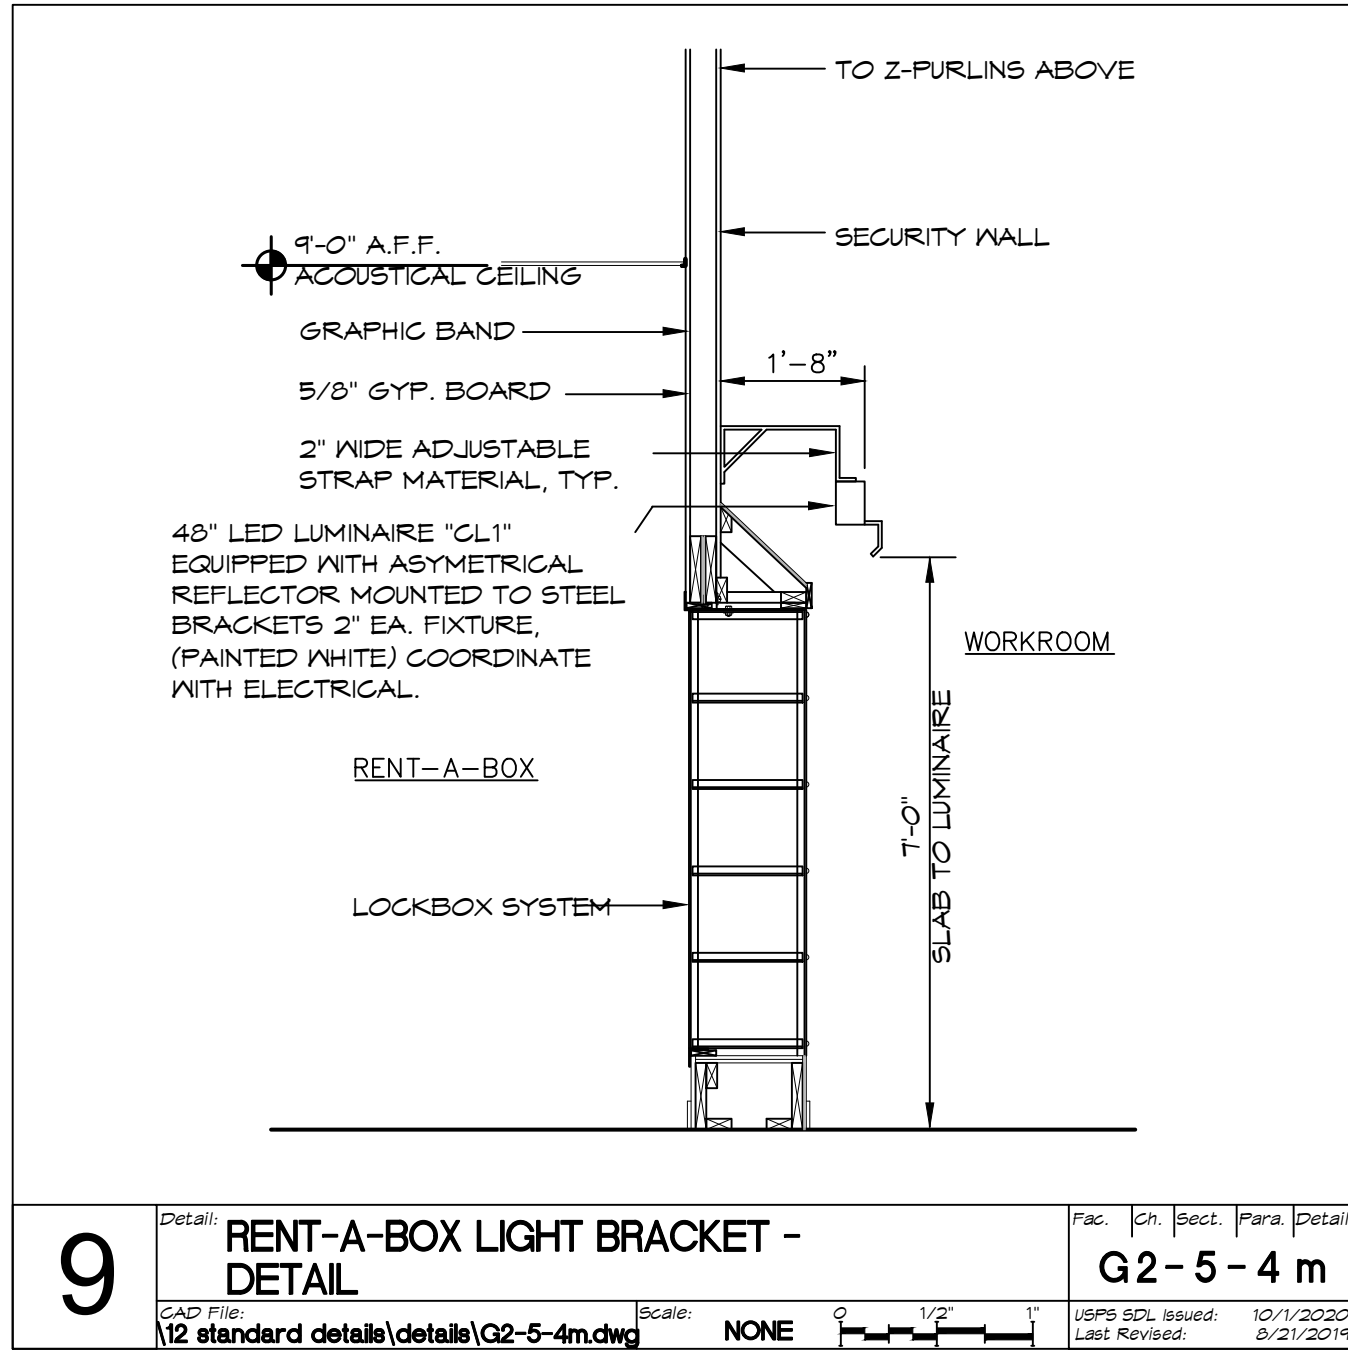 TO Z-PURLINS ABOVE
SECURITY WALL
9'-0" A.F.F.
ACOUSTICAL CEILING
GRAPHIC BAND
1'-8"
5/8" GYP. BOARD
2" WIDE ADJUSTABLE
STRAP MATERIAL, TYP.
48" LED LUMINAIRE "CL1"
EQUIPPED WITH ASYMETRICAL
REFLECTOR MOUNTED TO STEEL
BRACKETS 2" EA. FIXTURE,
(PAINTED WHITE) COORDINATE
WITH ELECTRICAL.
WORKROOM
RENT-A-BOX
7'-0"
SLAB TO LUMINAIRE
LOCKBOX SYSTEM
9
Detail:
RENT-A-BOX LIGHT BRACKET -
DETAIL
Fac. Ch. Sect. Para. Detail
G2-5-4 m
CAD File:
\12 standard details\details\G2-5-4m.dwg
Scale:
NONE
0 1/2" 1"
USPS SDL Issued: 10/1/2020
Last Revised: 8/21/2019